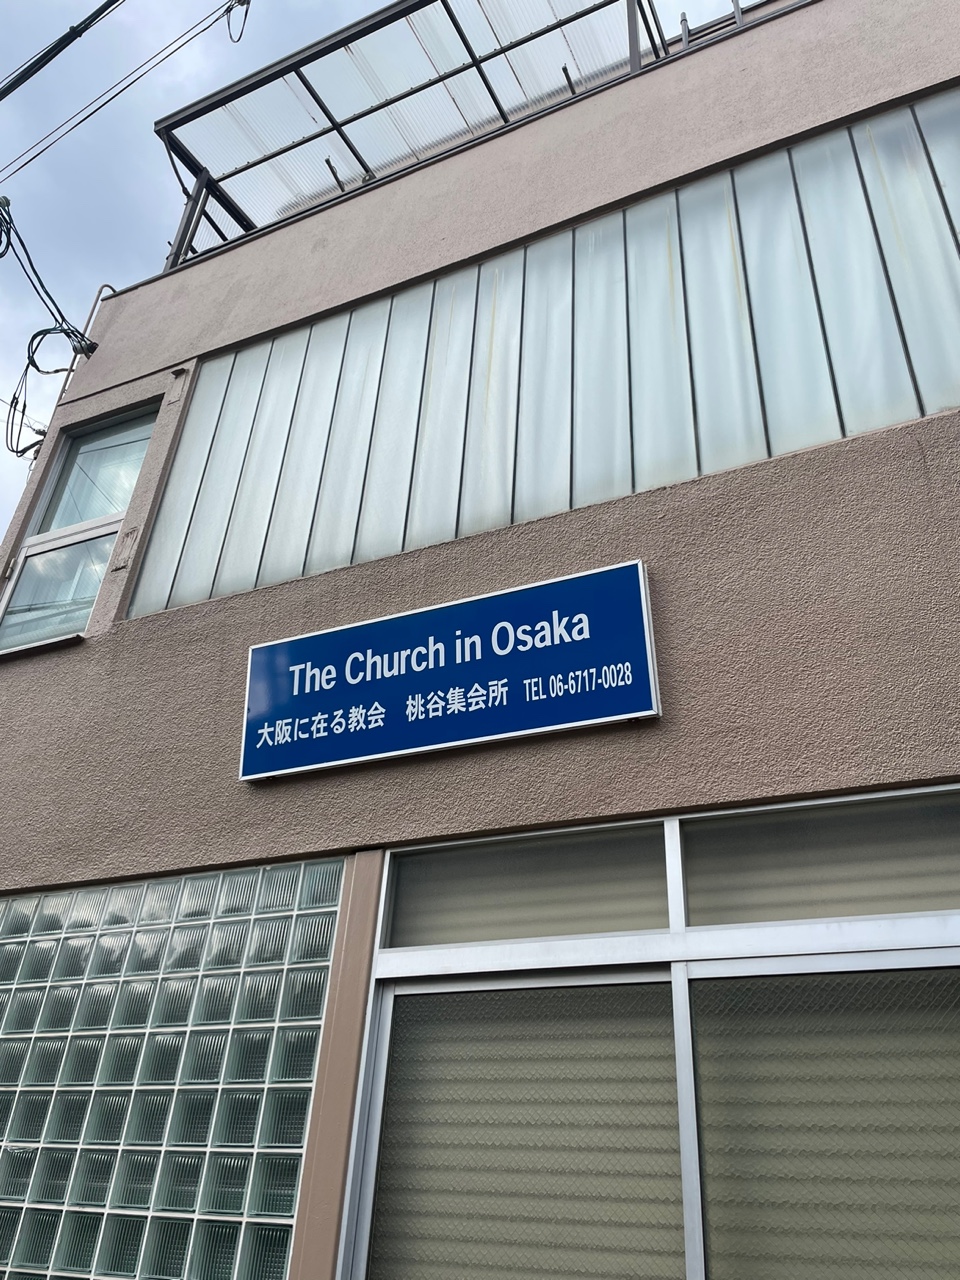 The Church in Osaka
大阪に在る教会　桃谷集会所　TEL 06-6717-0028